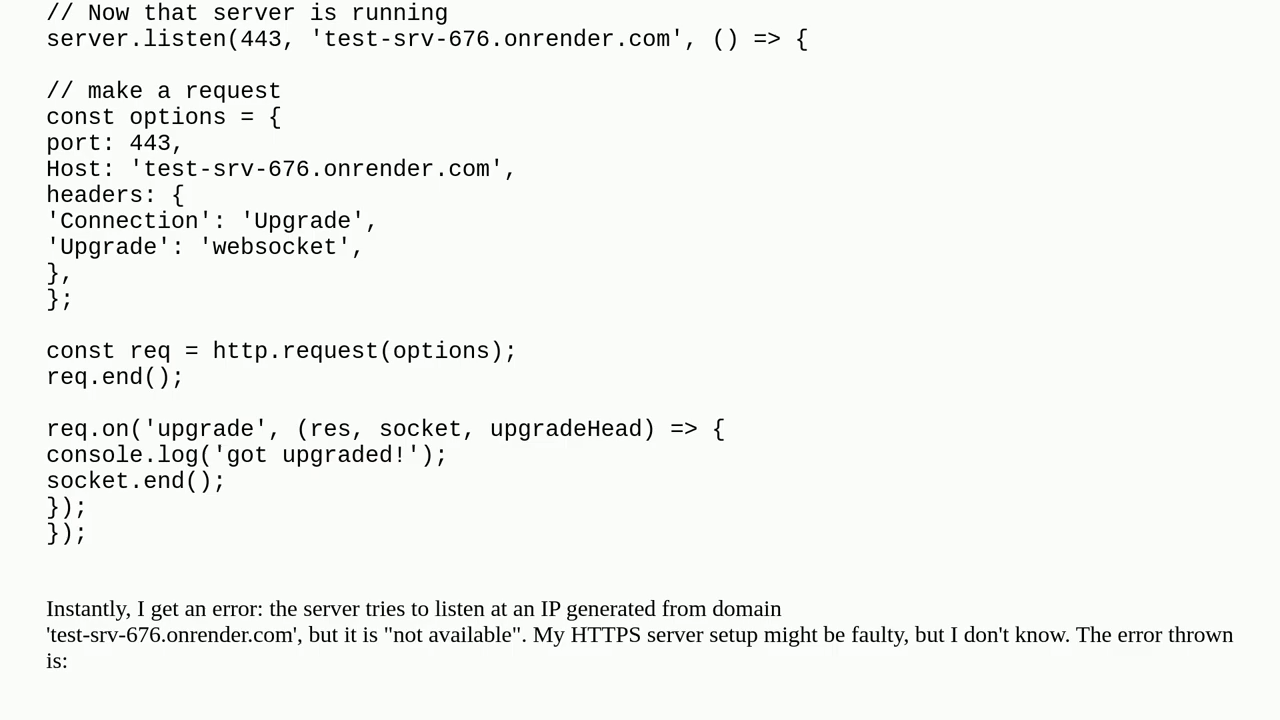 // Now that server is running
server.listen(443, 'test-srv-676.onrender.com', () => {
// make a request
const options = {
port: 443,
Host: 'test-srv-676.onrender.com',
headers: {
'Connection': 'Upgrade',
'Upgrade': 'websocket',
},
};
const req = http.request(options);
req.end();
req.on('upgrade', (res, socket, upgradeHead) => {
console.log('got upgraded!');
socket.end();
});
});
Instantly, I get an error: the server tries to listen at an IP generated from domain
'test-srv-676.onrender.com', but it is "not available". My HTTPS server setup might be faulty, but I don't know. The error thrown
is: